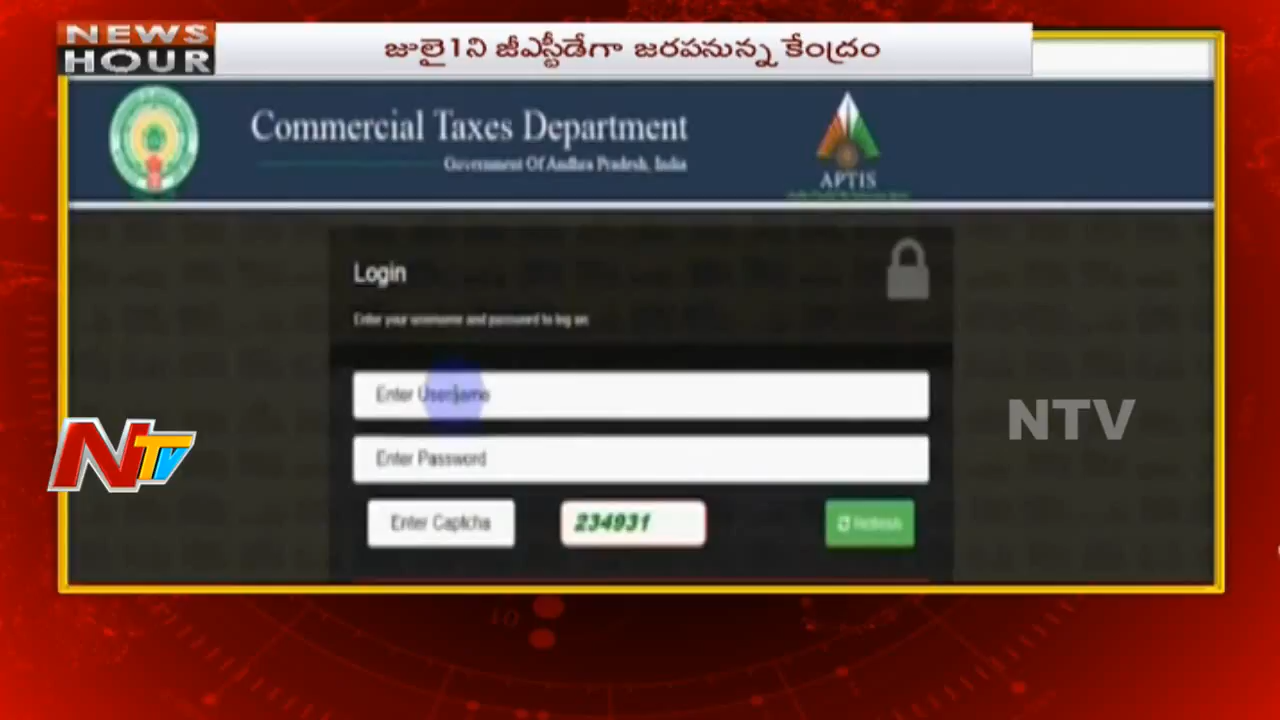 NEWS
HOUR
జులై 1ని జీఎస్టీడేగా జరపనున్న కేంద్రం
Commercial Taxes Department
Government Of Andhra Pradesh, India
APTIS
Login
Enter your username and password to log on
Enter Username
Enter Password
Enter Captcha
234931
Refresh
NTV
NTV
10